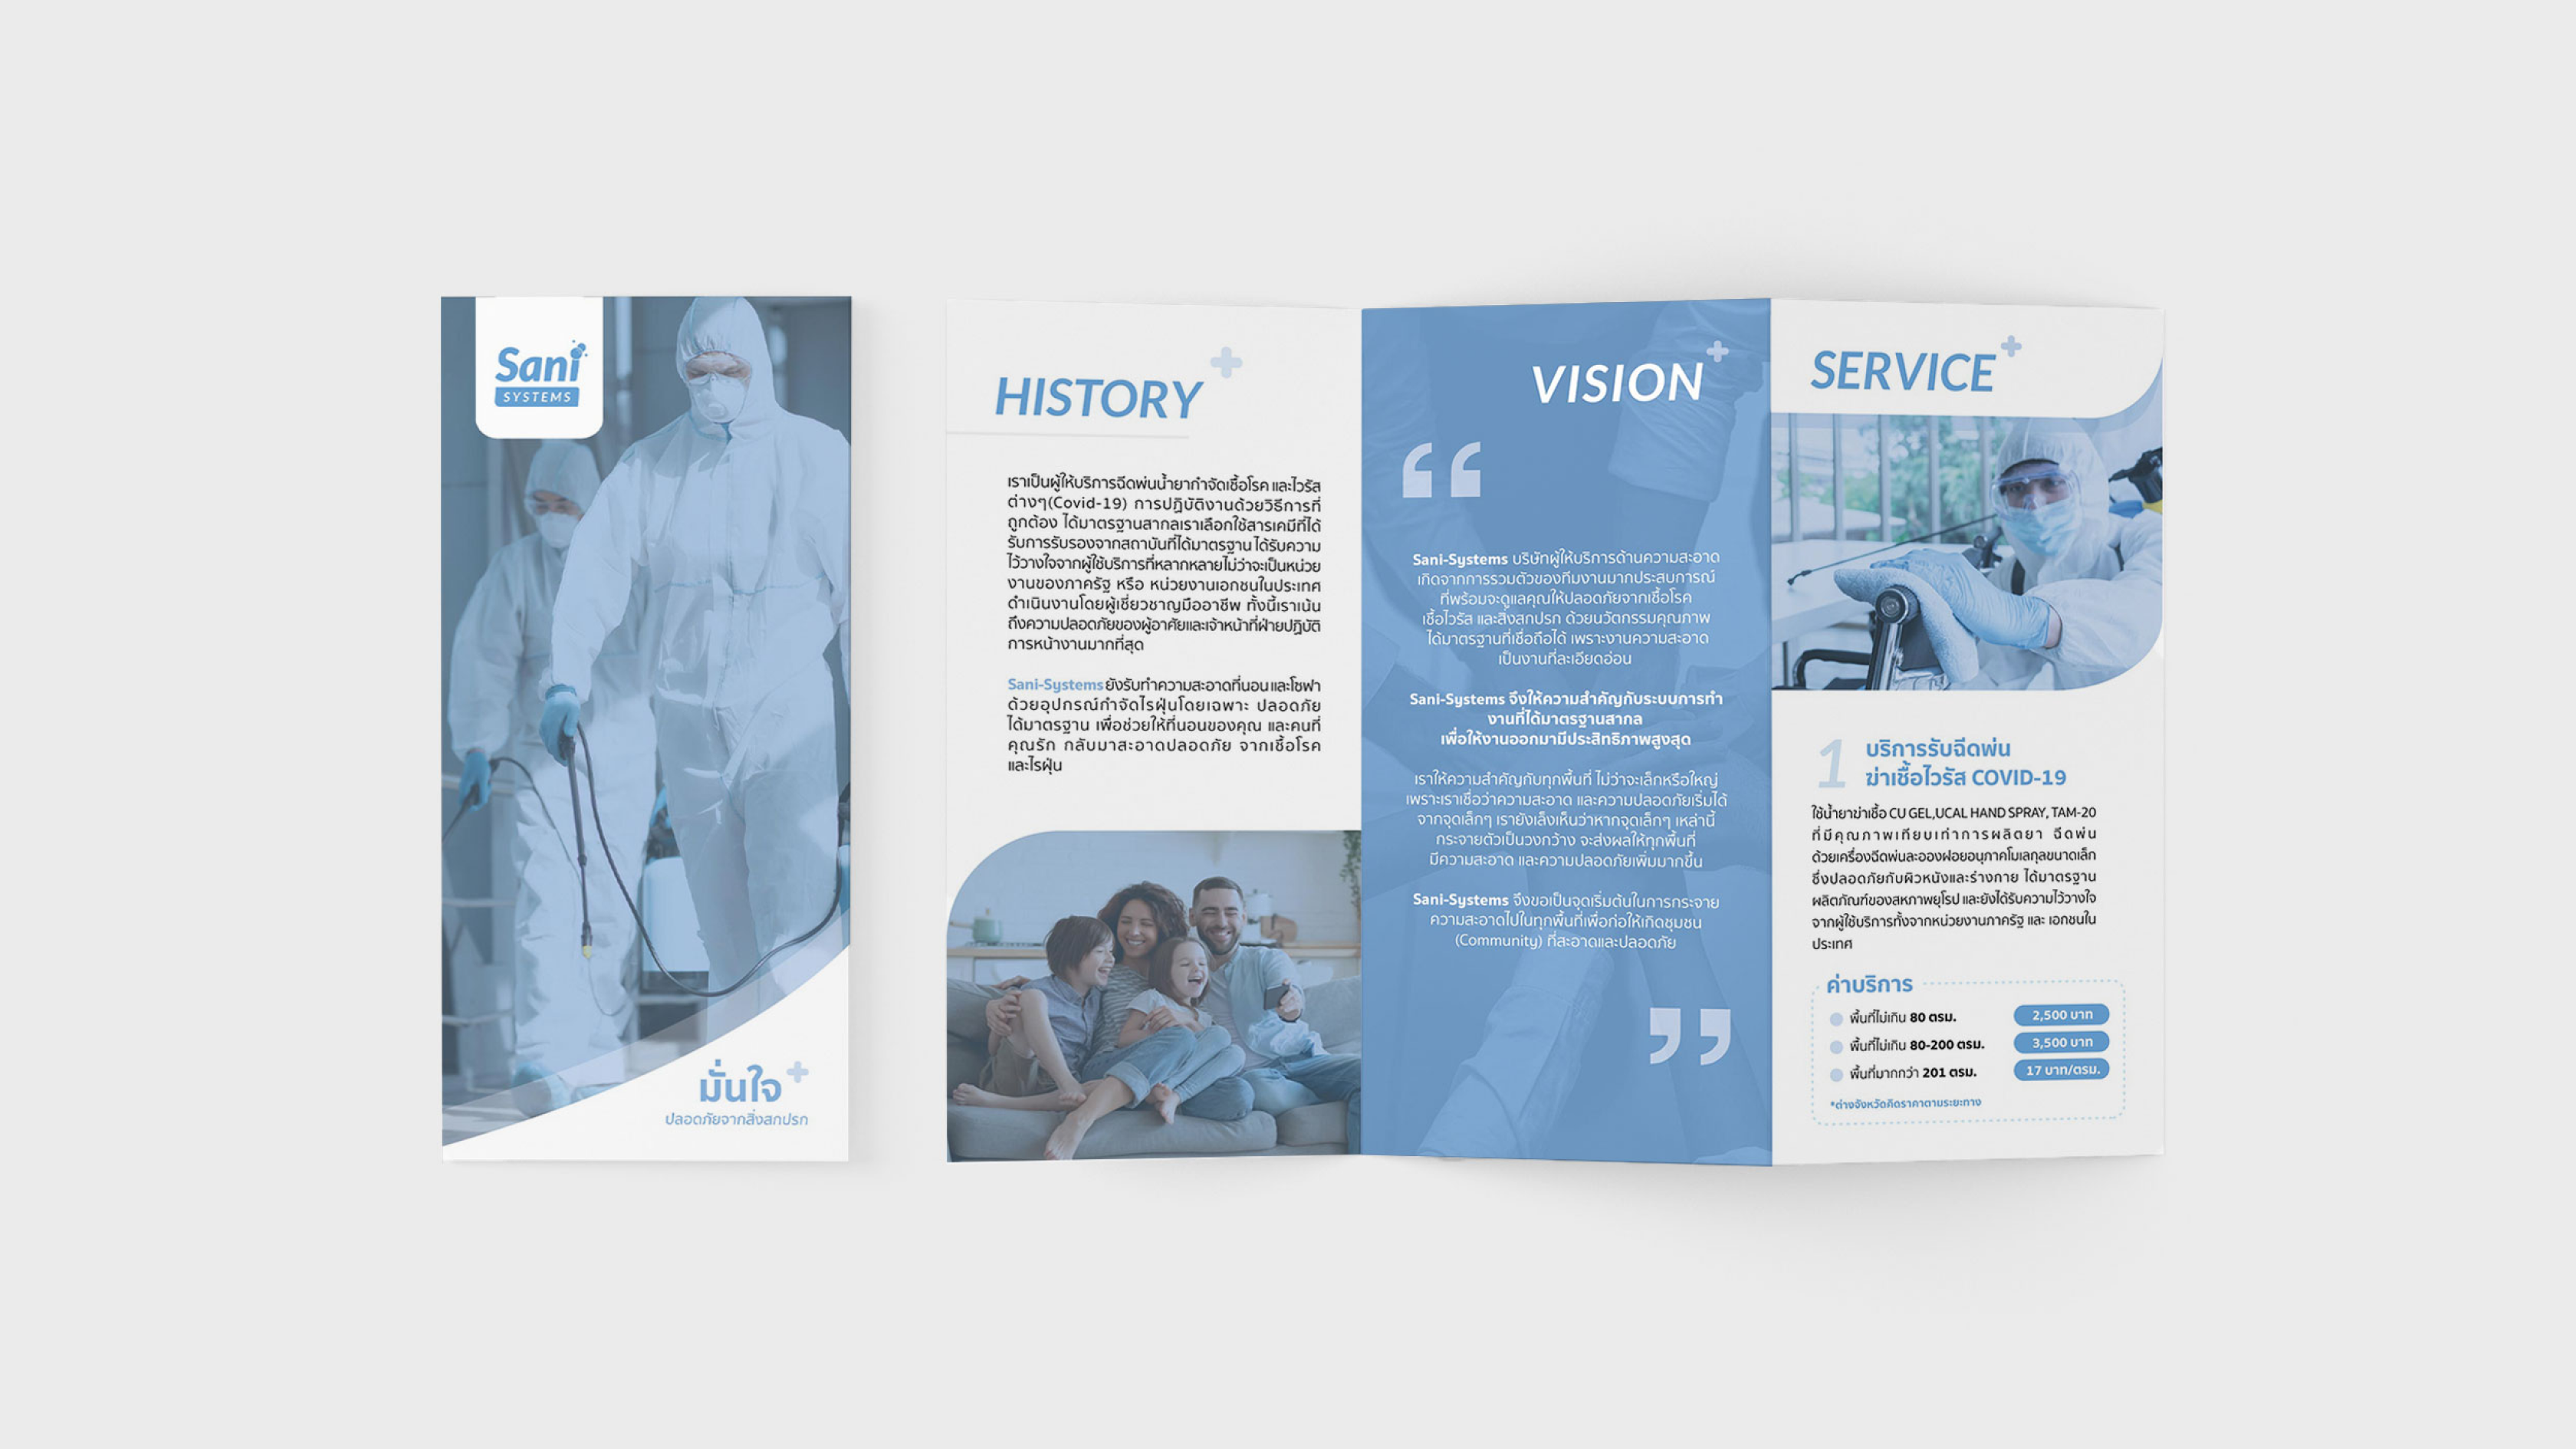 Sani
SYSTEMS
มั่นใจ
ปลอดภัยจากสิ่งสกปรก
HISTORY
เราเป็นผู้ให้บริการฉีดพ่นน้ำยากำจัดเชื้อโรค และไวรัส
ต่างๆ(Covid-19) การปฏิบัติงานด้วยวิธีการที่
ถูกต้อง ได้มาตรฐานสากลเราเลือกใช้สารเคมีที่ได้
รับการรับรองจากสถาบันที่ได้มาตรฐาน ได้รับความ
ไว้วางใจจากผู้ใช้บริการที่หลากหลายไม่ว่าจะเป็นหน่วย
งานของภาครัฐ หรือ หน่วยงานเอกชนในประเทศ
ดำเนินงานโดยผู้เชี่ยวชาญมืออาชีพ ทั้งนี้เราเน้น
ถึงความปลอดภัยของผู้อาศัยและเจ้าหน้าที่ฝ่ายปฏิบัติ
การหน้างานมากที่สุด
Sani-Systems ยังรับทำความสะอาดที่นอน และโซฟา
ด้วยอุปกรณ์กำจัดไรฝุ่นโดยเฉพาะ ปลอดภัย
ได้มาตรฐาน เพื่อช่วยให้ที่นอนของคุณ และคนที่
คุณรัก กลับมาสะอาดปลอดภัย จากเชื้อโรค
และไรฝุ่น
VISION
“
Sani-Systems บริษัทผู้ให้บริการด้านความสะอาด
เกิดจากการรวมตัวของทีมงานมากประสบการณ์
ที่พร้อมจะดูแลคุณให้ปลอดภัยจากเชื้อโรค
เชื้อไวรัส และสิ่งสกปรก ด้วยนวัตกรรมคุณภาพ
ได้มาตรฐานที่เชื่อถือได้ เพราะงานความสะอาด
เป็นงานที่ละเอียดอ่อน
Sani-Systems จึงให้ความสำคัญกับระบบการทำ
งานที่ได้มาตรฐานสากล
เพื่อให้งานออกมามีประสิทธิภาพสูงสุด
เราให้ความสำคัญกับทุกพื้นที่ ไม่ว่าจะเล็กหรือใหญ่
เพราะเราเชื่อว่าความสะอาด และความปลอดภัยเริ่มได้
จากจุดเล็กๆ เรายังเล็งเห็นว่าหากจุดเล็กๆ เหล่านี้
กระจายตัวเป็นวงกว้าง จะส่งผลให้ทุกพื้นที่
มีความสะอาด และความปลอดภัยเพิ่มมากขึ้น
Sani-Systems จึงขอเป็นจุดเริ่มต้นในการกระจาย
ความสะอาดไปในทุกพื้นที่เพื่อก่อให้เกิดชุมชน
(Community) ที่สะอาดและปลอดภัย
”
SERVICE
1 บริการรับฉีดพ่น
ฆ่าเชื้อไวรัส COVID-19
ใช้น้ำยาฆ่าเชื้อ CU GEL,UCAL HAND SPRAY, TAM-20
ที่มีคุณภาพเทียบเท่าการผลิตยา ฉีดพ่น
ด้วยเครื่องฉีดพ่นละอองฝอยอนุภาคโมเลกุลขนาดเล็ก
ซึ่งปลอดภัยกับผิวหนังและร่างกาย ได้มาตรฐาน
ผลิตภัณฑ์ของสหภาพยุโรป และยังได้รับความไว้วางใจ
จากผู้ใช้บริการทั้งจากหน่วยงานภาครัฐ และ เอกชนใน
ประเทศ
ค่าบริการ
พื้นที่ไม่เกิน 80 ตรม. 2,500 บาท
พื้นที่ไม่เกิน 80-200 ตรม. 3,500 บาท
พื้นที่มากกว่า 201 ตรม. 17 บาท/ตรม.
*ต่างจังหวัดคิดราคาตามระยะทาง